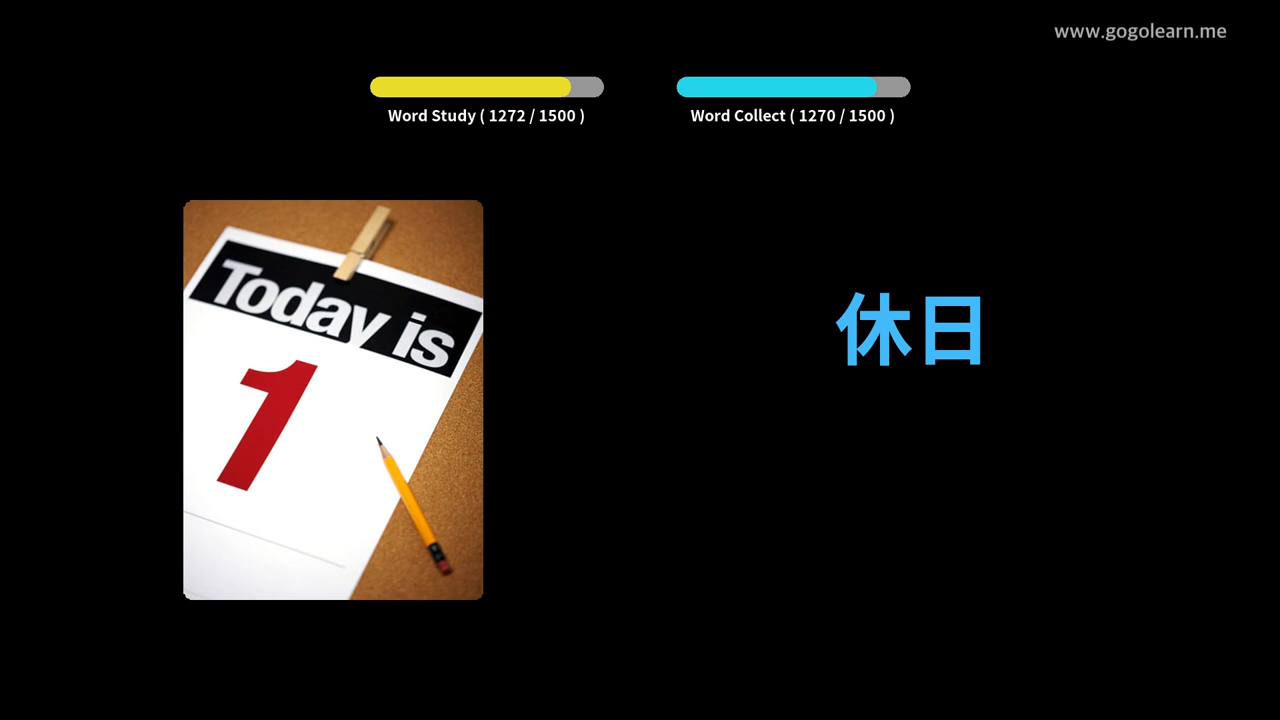 www.gogolearn.me
Word Study ( 1272 / 1500 )
Word Collect ( 1270 / 1500 )
Today is
1
休日